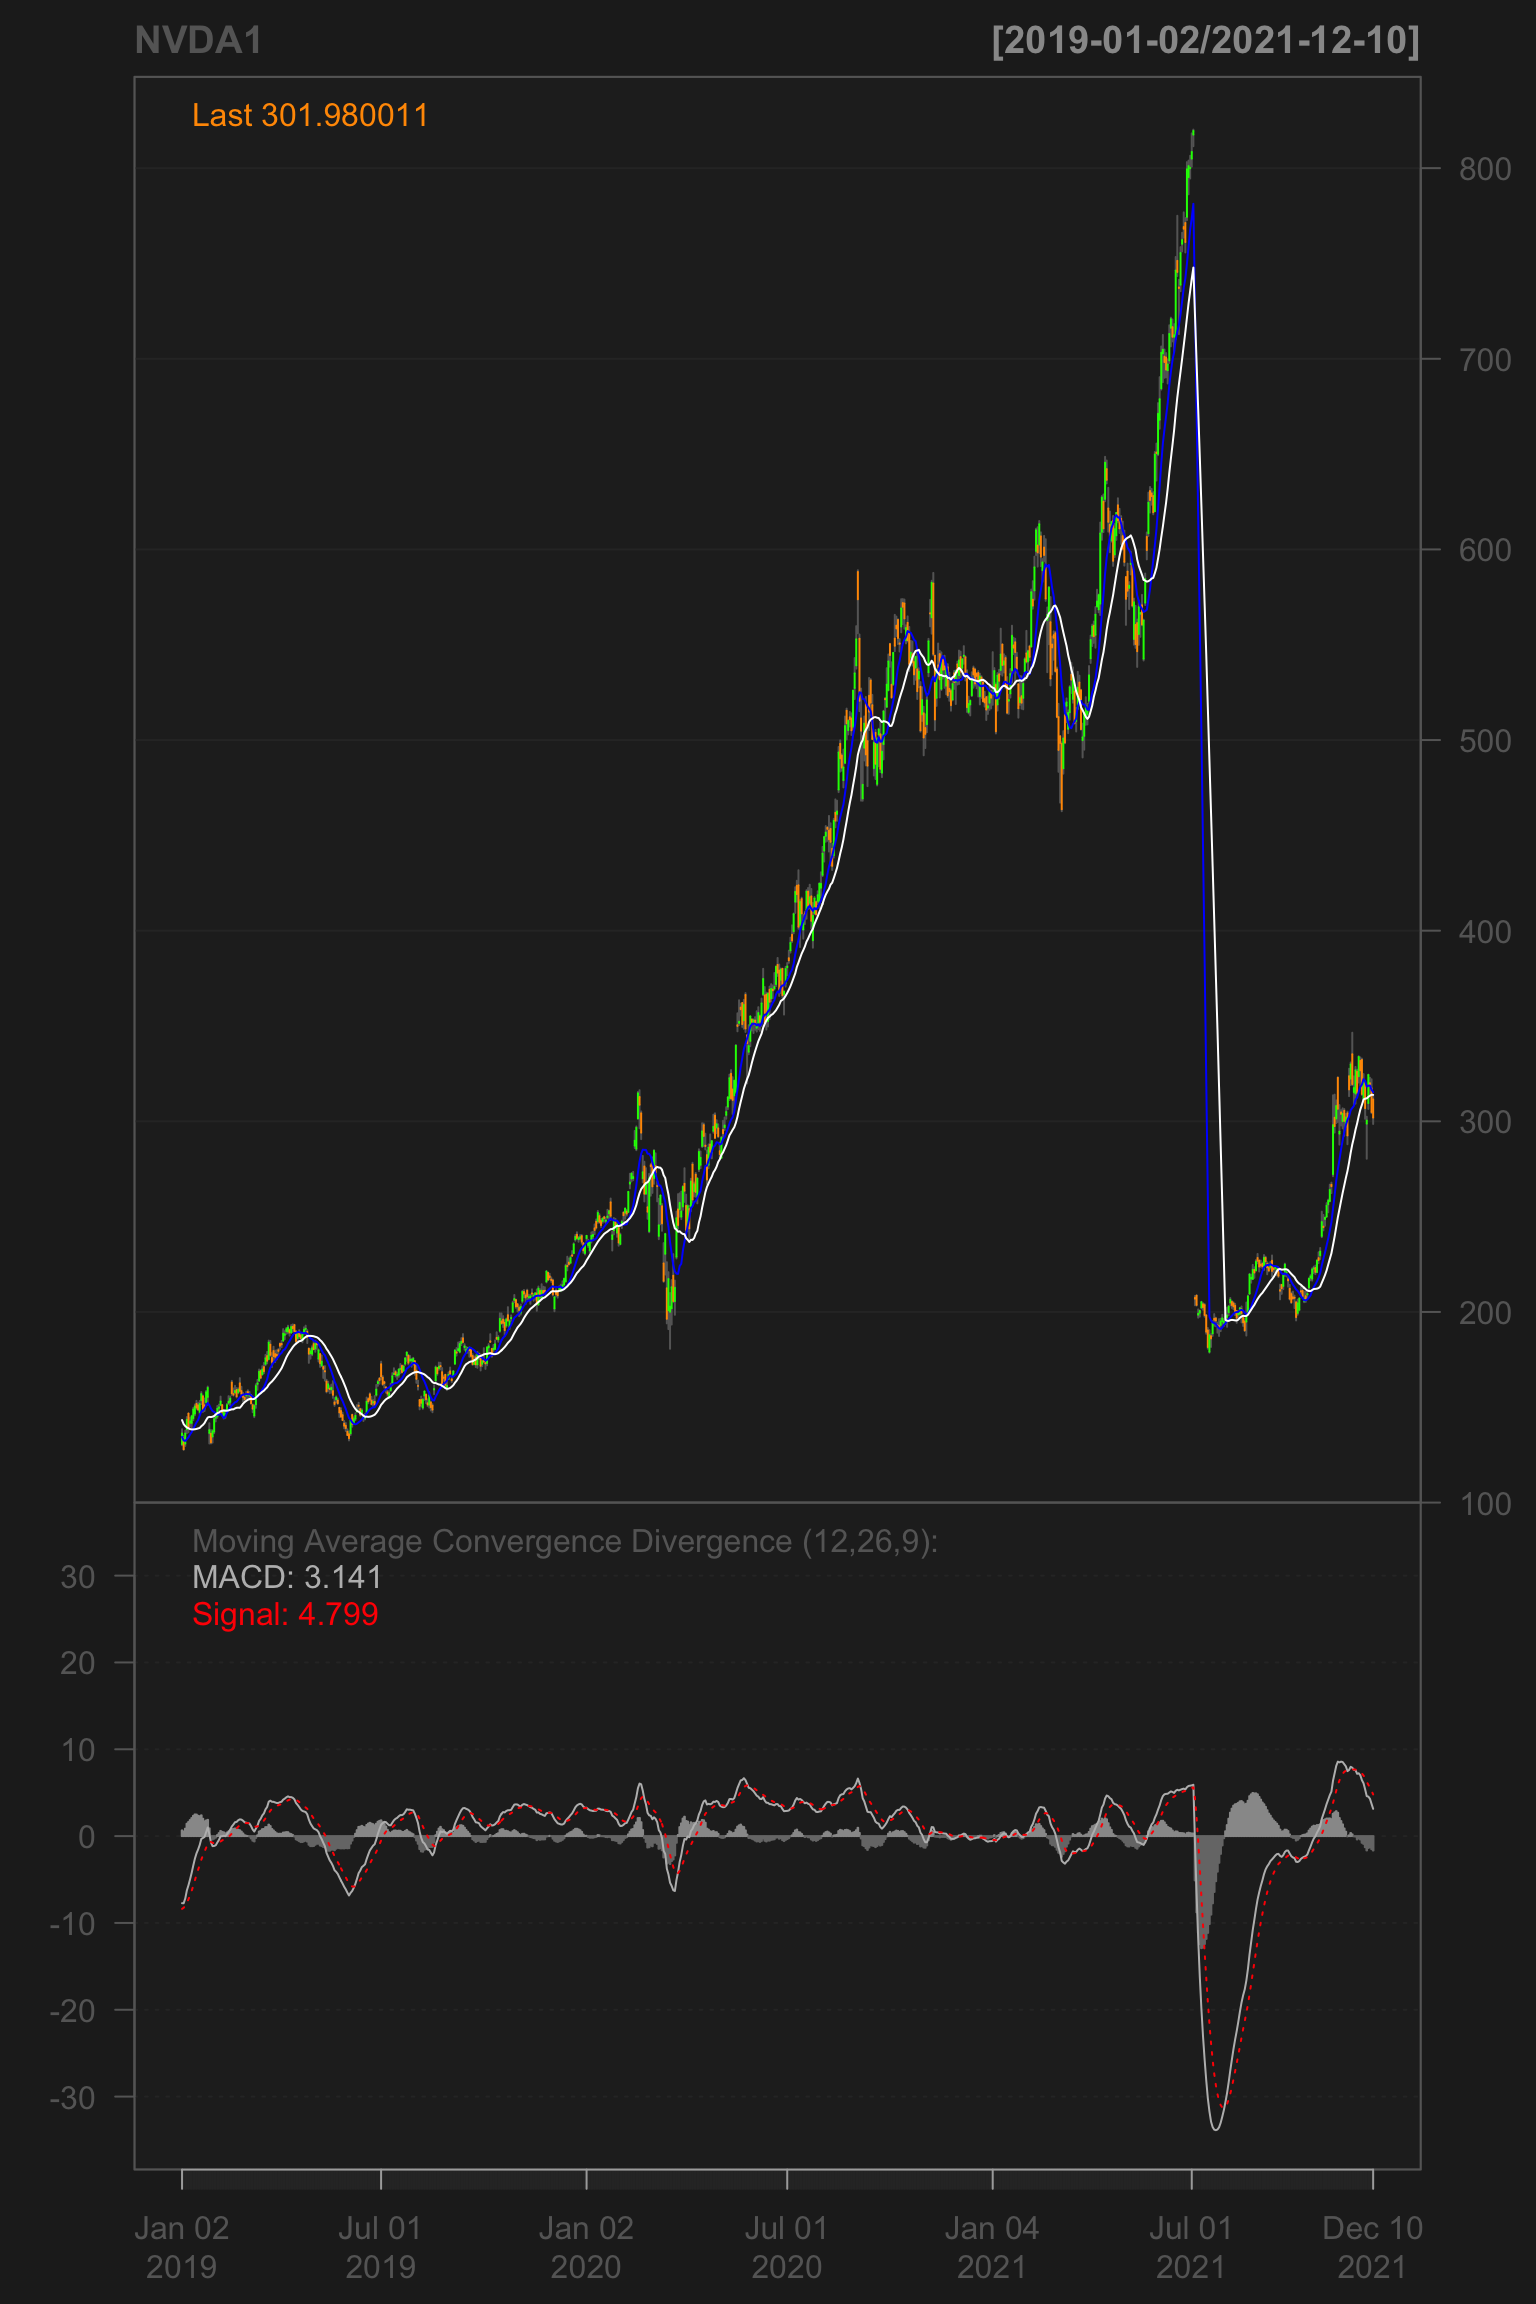 NVDA1 [2019-01-02/2021-12-10]
Last 301.980011
800
700
600
500
400
300
200
100
Moving Average Convergence Divergence (12,26,9):
MACD: 3.141
Signal: 4.799
30
20
10
0
-10
-20
-30
Jan 02 Jul 01 Jan 02 Jul 01 Jan 04 Jul 01 Dec 10
2019 2019 2020 2020 2021 2021 2021